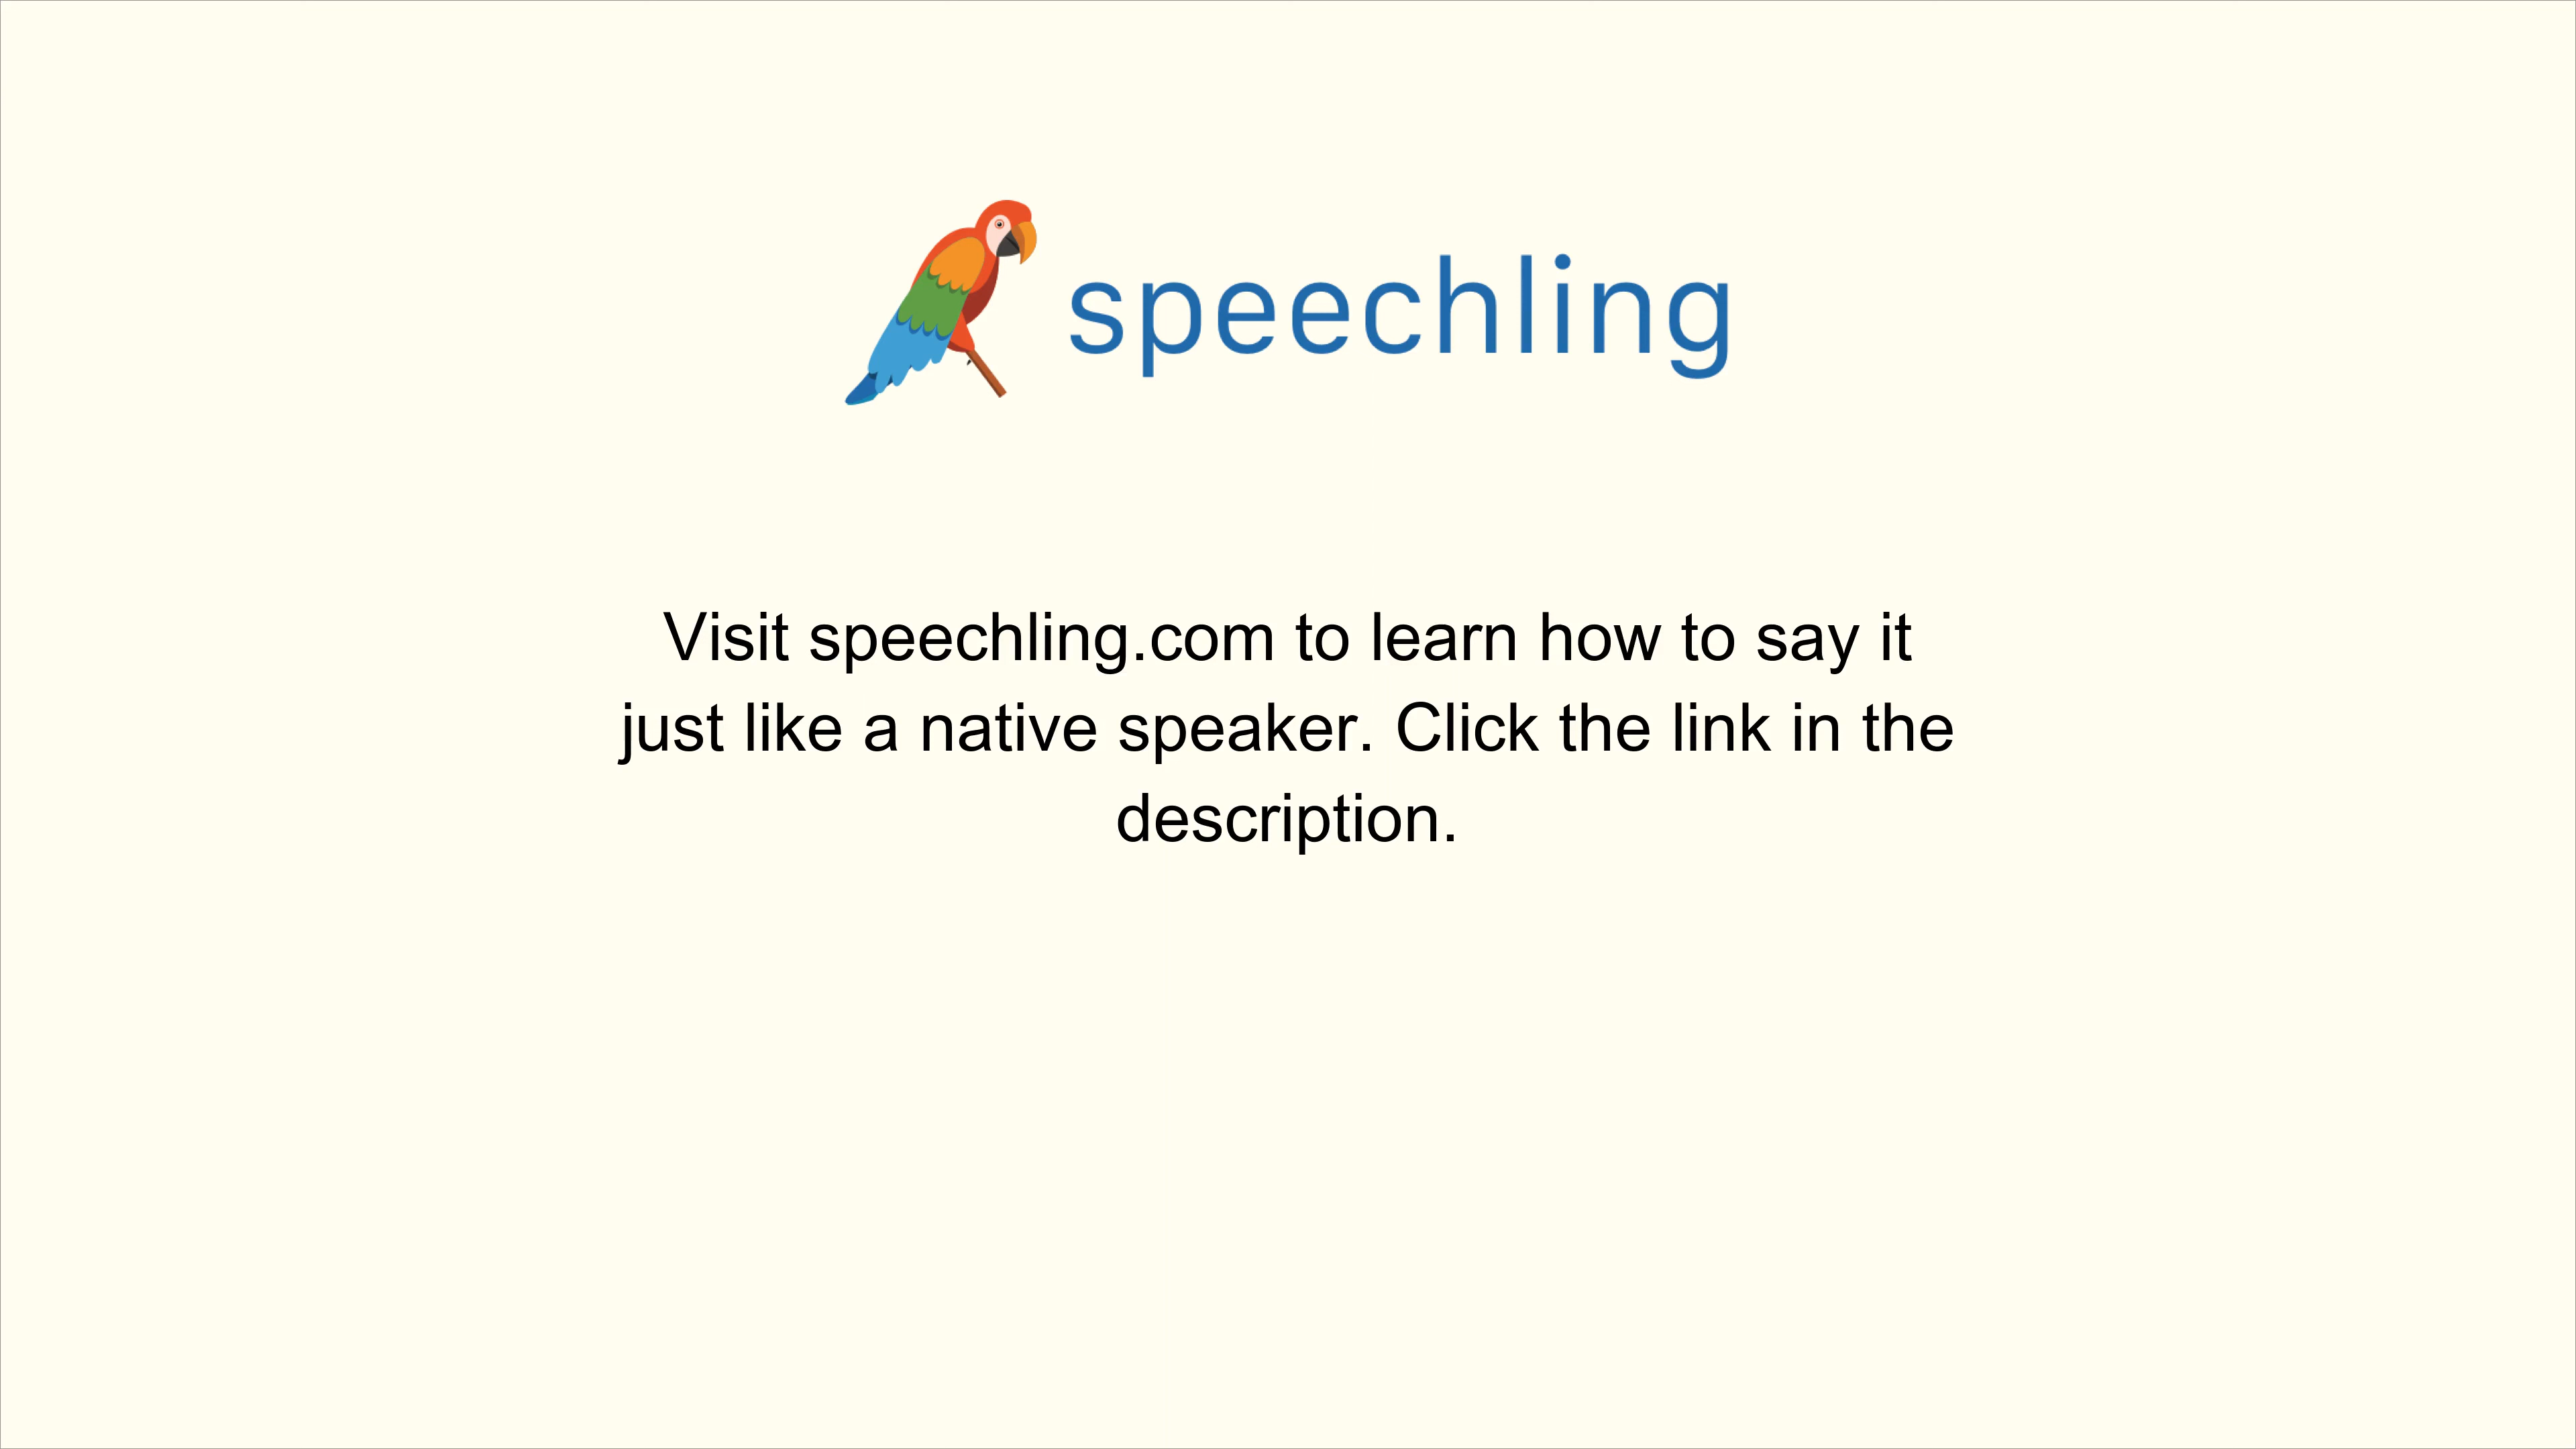 speechling
Visit speechling.com to learn how to say it
just like a native speaker. Click the link in the
description.